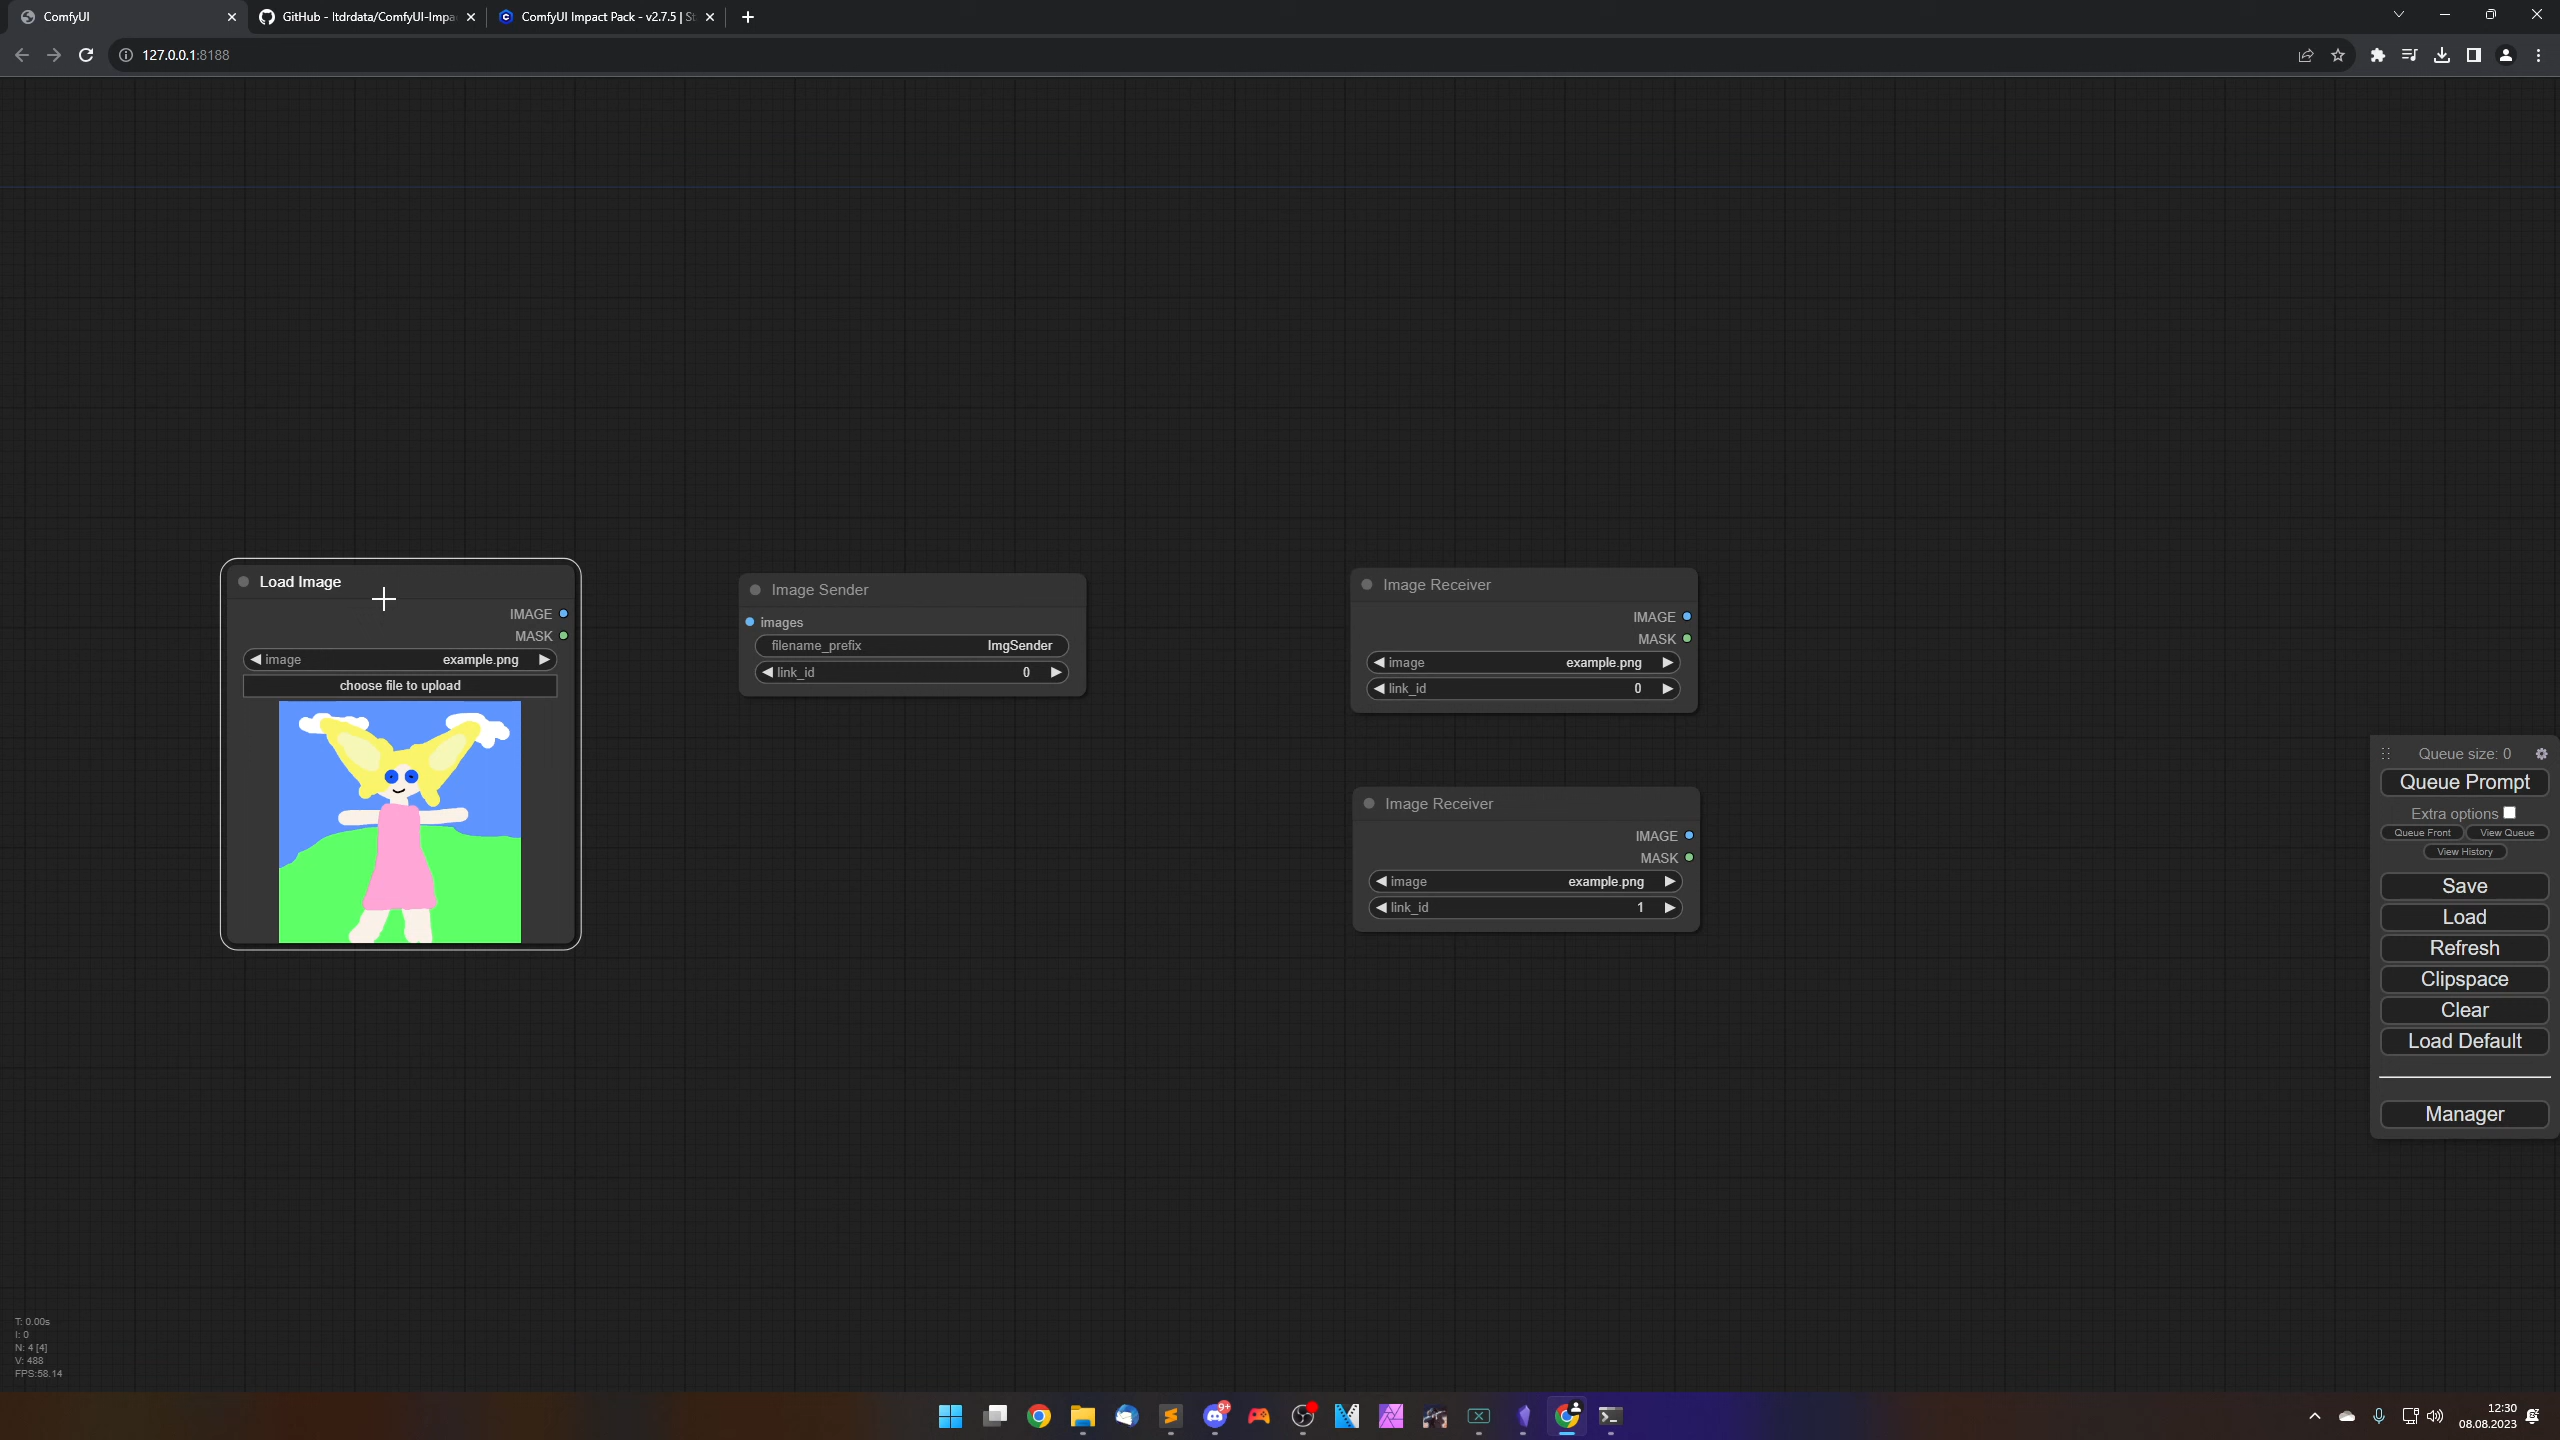 ComfyUI
GitHub - ltdrdata/ComfyUI-Impa
ComfyUI Impact Pack - v2.7.5 | St
127.0.0.1:8188
Load Image
IMAGE
MASK
image example.png
choose file to upload
Image Sender
images
filename_prefix ImgSender
link_id 0
Image Receiver
IMAGE
MASK
image example.png
link_id 0
Image Receiver
IMAGE
MASK
image example.png
link_id 1
Queue size: 0
Queue Prompt
Extra options
Queue Front View Queue
View History
Save
Load
Refresh
Clipspace
Clear
Load Default
Manager
T: 0.00s
I: 0
N: 4 [4]
V: 488
FPS:58.14
9+
12:30
08.08.2023